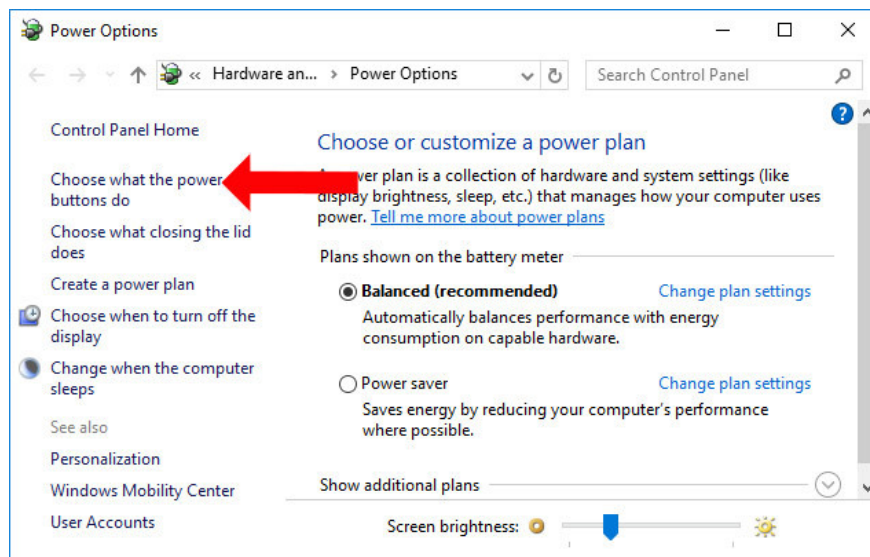 Power Options
« Hardware an... › Power Options
Search Control Panel
Control Panel Home
Choose what the power
buttons do
Choose what closing the lid
does
Create a power plan
Choose when to turn off the
display
Change when the computer
sleeps
See also
Personalization
Windows Mobility Center
User Accounts
?
Choose or customize a power plan
power plan is a collection of hardware and system settings (like
display brightness, sleep, etc.) that manages how your computer uses
power. Tell me more about power plans
Plans shown on the battery meter
Balanced (recommended) Change plan settings
Automatically balances performance with energy
consumption on capable hardware.
Power saver Change plan settings
Saves energy by reducing your computer's performance
where possible.
Show additional plans
Screen brightness: